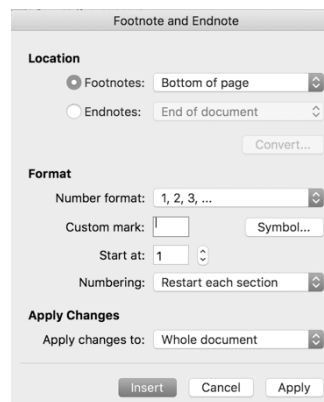 Footnote and Endnote
Location
Footnotes: Bottom of page
Endnotes: End of document
Convert...
Format
Number format: 1, 2, 3, ...
Custom mark: Symbol...
Start at: 1
Numbering: Restart each section
Apply Changes
Apply changes to: Whole document
Insert Cancel Apply